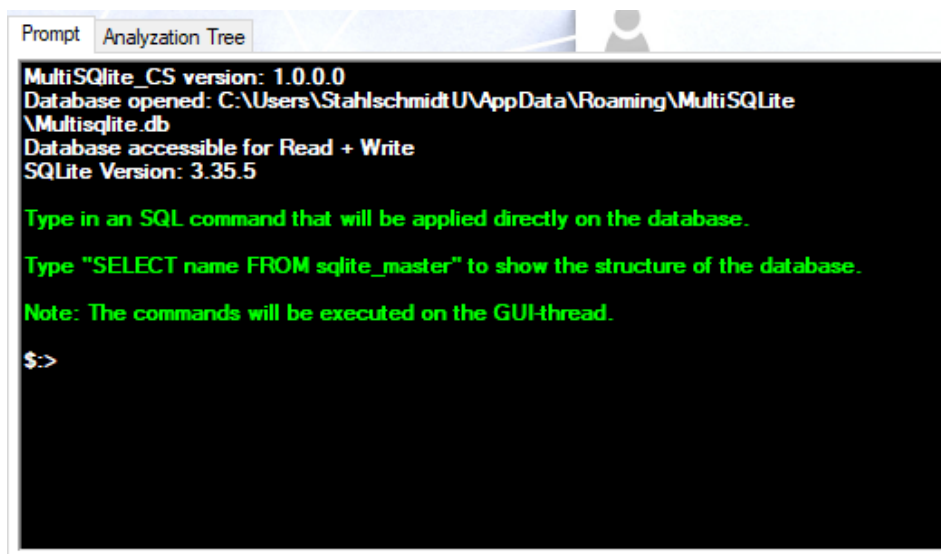 Prompt Analyzation Tree
MultiSQlite_CS version: 1.0.0.0
Database opened: C:\Users\StahlschmidtU\AppData\Roaming\MultiSQLite
\Multisqlite.db
Database accessible for Read + Write
SQLite Version: 3.35.5
Type in an SQL command that will be applied directly on the database.
Type "SELECT name FROM sqlite_master" to show the structure of the database.
Note: The commands will be executed on the GUI-thread.
$:>